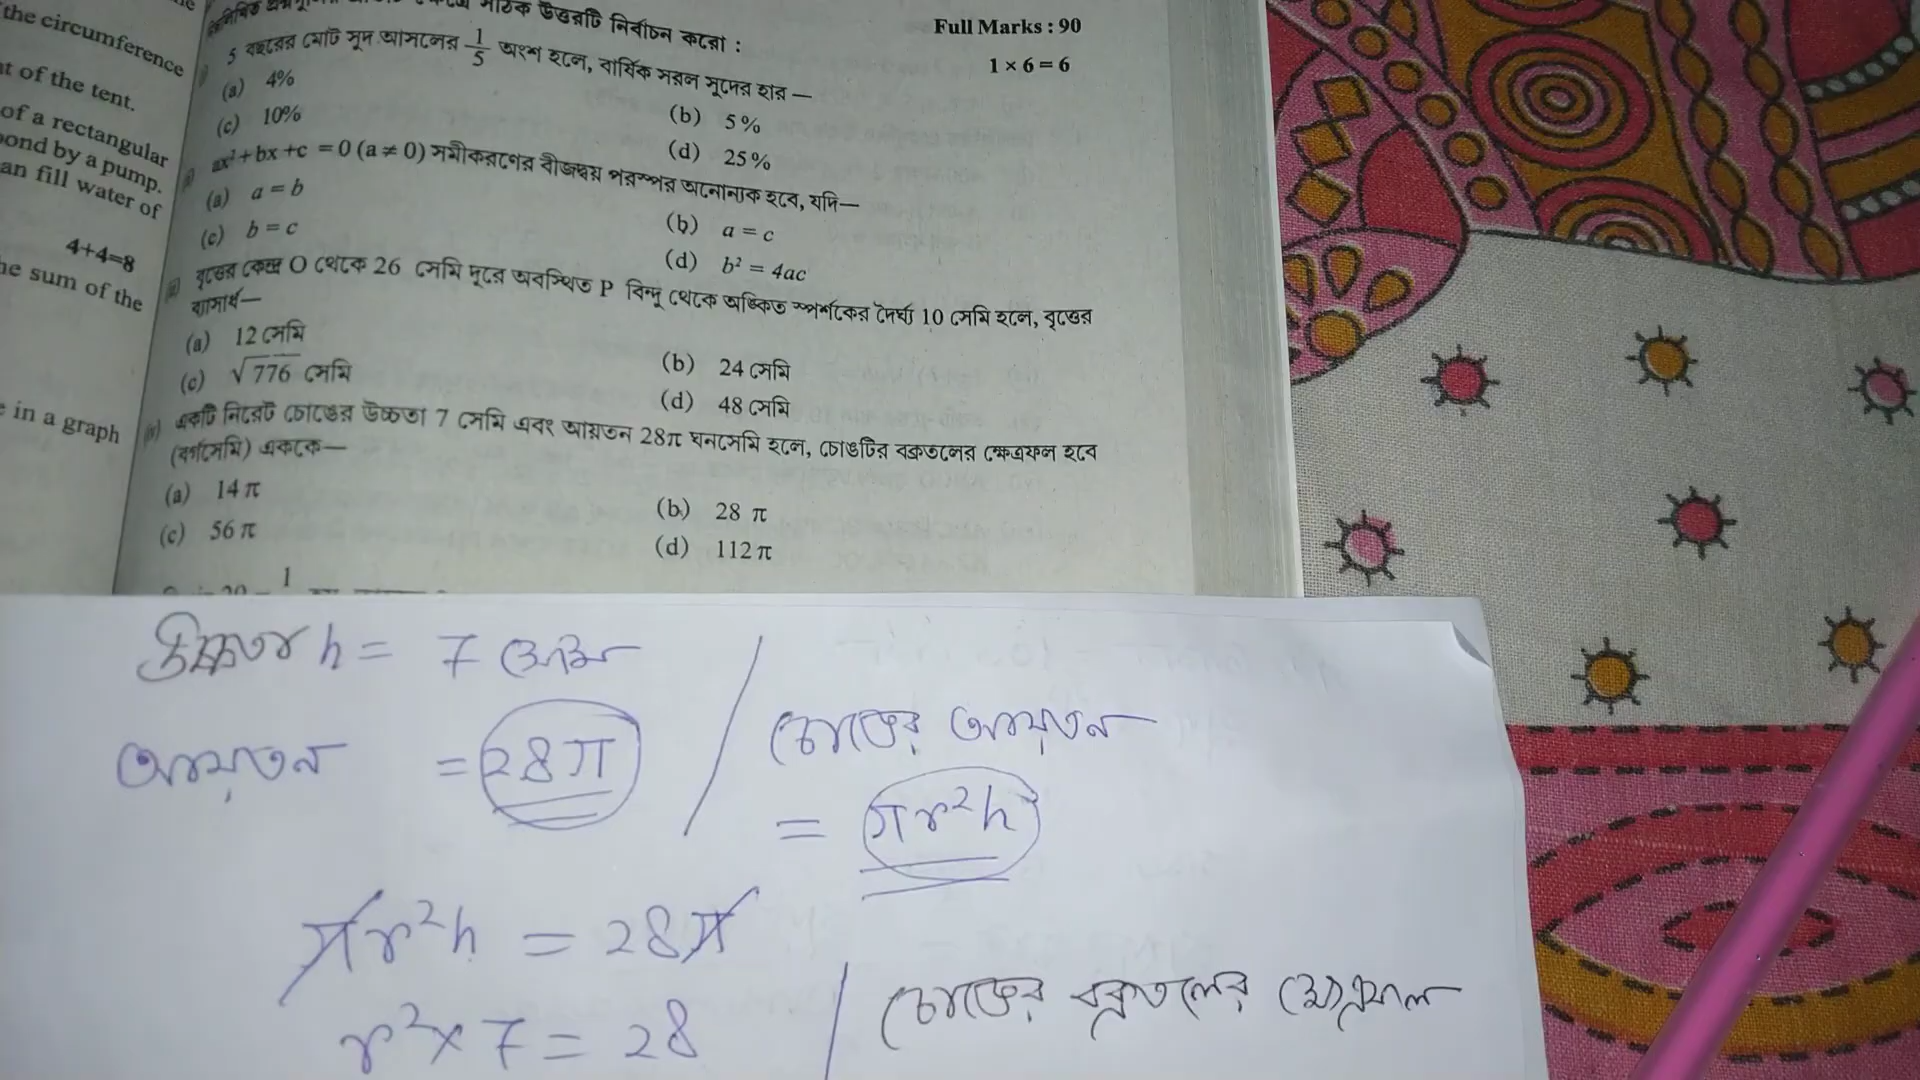 the circumference
of the tent.
of a rectangular
pond by a pump.
an fill water of
4+4=8
he sum of the
in a graph
সঠিক উত্তরটি নির্বাচন করো :
Full Marks : 90
1 × 6 = 6
5 বছরের মোট সুদ আসলের 1/5 অংশ হলে, বার্ষিক সরল সুদের হার —
(a) 4%
(b) 5%
(c) 10%
(d) 25%
ax² + bx + c = 0 (a ≠ 0) সমীকরণের বীজদ্বয় পরস্পর অনোন্যক হবে, যদি—
(a) a = b
(b) a = c
(c) b = c
(d) b² = 4ac
বৃত্তের কেন্দ্র O থেকে 26 সেমি দূরে অবস্থিত P বিন্দু থেকে অঙ্কিত স্পর্শকের দৈর্ঘ্য 10 সেমি হলে, বৃত্তের
ব্যাসার্ধ—
(a) 12 সেমি
(b) 24 সেমি
(c) √776 সেমি
(d) 48 সেমি
একটি নিরেট চোঙের উচ্চতা 7 সেমি এবং আয়তন 28π ঘনসেমি হলে, চোঙটির বক্রতলের ক্ষেত্রফল হবে
(বর্গসেমি) এককে—
(a) 14 π
(b) 28 π
(c) 56 π
(d) 112 π
h = 7 সেমি
আয়তন = 28π
চোঙের আয়তন
= πr²h
πr²h = 28π
r² × 7 = 28
চোঙের বক্রতলের ক্ষেত্রফল